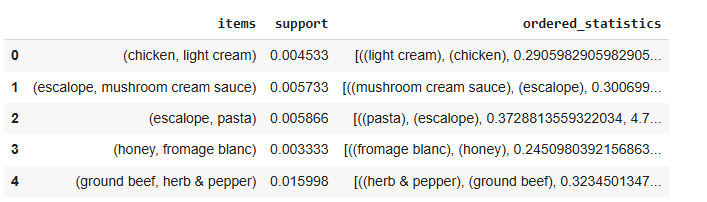 items support ordered_statistics
0 (chicken, light cream) 0.004533 [((light cream), (chicken), 0.2905982905982905...
1 (escalope, mushroom cream sauce) 0.005733 [((mushroom cream sauce), (escalope), 0.300699...
2 (escalope, pasta) 0.005866 [((pasta), (escalope), 0.3728813559322034, 4.7...
3 (honey, fromage blanc) 0.003333 [((fromage blanc), (honey), 0.2450980392156863...
4 (ground beef, herb & pepper) 0.015998 [((herb & pepper), (ground beef), 0.3234501347...